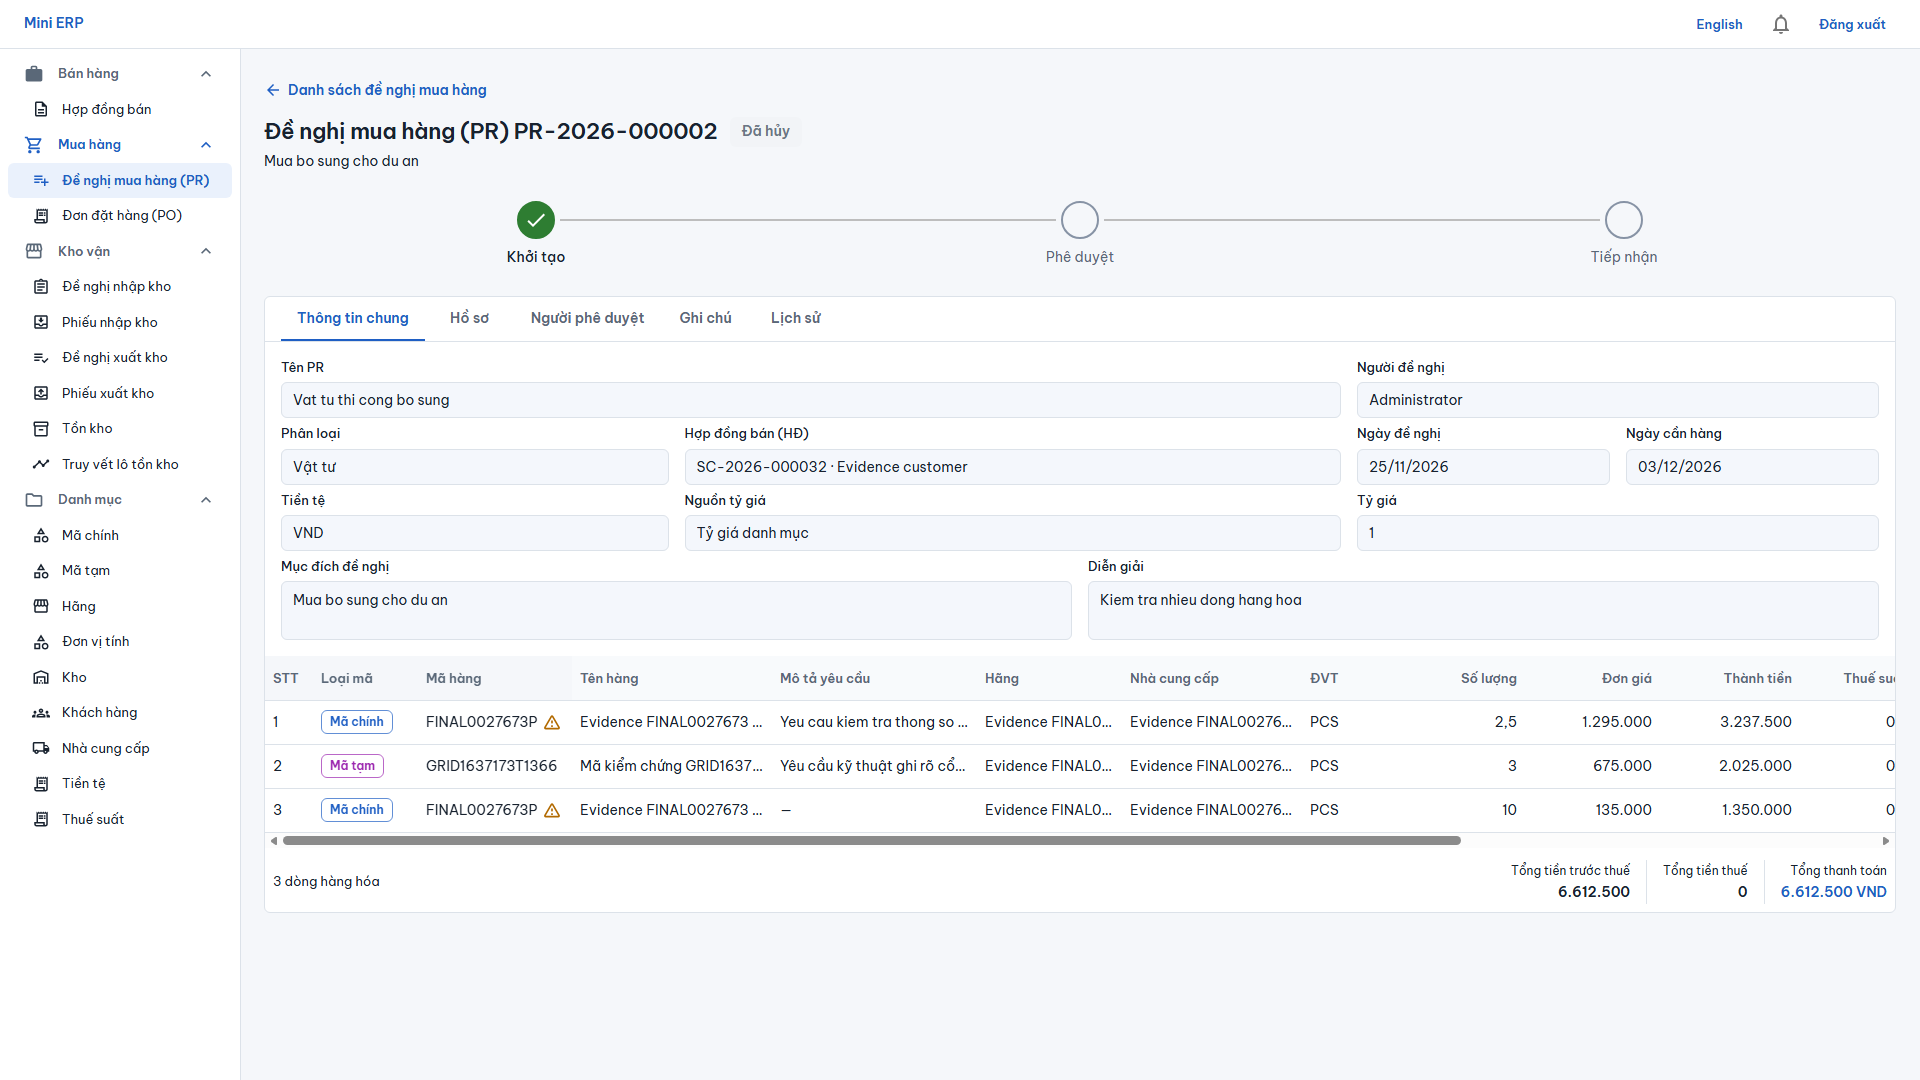 Mini ERP
English
Đăng xuất
Bán hàng
Hợp đồng bán
Mua hàng
Đề nghị mua hàng (PR)
Đơn đặt hàng (PO)
Kho vận
Đề nghị nhập kho
Phiếu nhập kho
Đề nghị xuất kho
Phiếu xuất kho
Tồn kho
Truy vết lô tồn kho
Danh mục
Mã chính
Mã tạm
Hãng
Đơn vị tính
Kho
Khách hàng
Nhà cung cấp
Tiền tệ
Thuế suất
Danh sách đề nghị mua hàng
Đề nghị mua hàng (PR) PR-2026-000002 Đã hủy
Mua bo sung cho du an
Khởi tạo Phê duyệt Tiếp nhận
Thông tin chung Hồ sơ Người phê duyệt Ghi chú Lịch sử
Tên PR Người đề nghị
Vat tu thi cong bo sung Administrator
Phân loại Hợp đồng bán (HĐ) Ngày đề nghị Ngày cần hàng
Vật tư SC-2026-000032 · Evidence customer 25/11/2026 03/12/2026
Tiền tệ Nguồn tỷ giá Tỷ giá
VND Tỷ giá danh mục 1
Mục đích đề nghị Diễn giải
Mua bo sung cho du an Kiem tra nhieu dong hang hoa
STT Loại mã Mã hàng Tên hàng Mô tả yêu cầu Hãng Nhà cung cấp ĐVT Số lượng Đơn giá Thành tiền Thuế su
1 Mã chính FINAL0027673P Evidence FINAL0027673 ... Yeu cau kiem tra thong so ... Evidence FINAL0... Evidence FINAL00276... PCS 2,5 1.295.000 3.237.500 0
2 Mã tạm GRID1637173T1366 Mã kiểm chứng GRID1637... Yêu cầu kỹ thuật ghi rõ cổ... Evidence FINAL0... Evidence FINAL00276... PCS 3 675.000 2.025.000 0
3 Mã chính FINAL0027673P Evidence FINAL0027673 ... — Evidence FINAL0... Evidence FINAL00276... PCS 10 135.000 1.350.000 0
3 dòng hàng hóa
Tổng tiền trước thuế Tổng tiền thuế Tổng thanh toán
6.612.500 0 6.612.500 VND